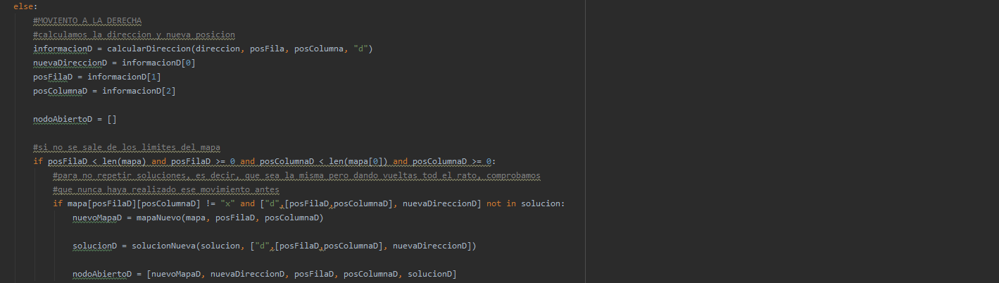 else:
#MOVIENTO A LA DERECHA
#calculamos la direccion y nueva posicion
informacionD = calcularDireccion(direccion, posFila, posColumna, "d")
nuevaDireccionD = informacionD[0]
posFilaD = informacionD[1]
posColumnaD = informacionD[2]
nodoAbiertoD = []
#si no se sale de los limites del mapa
if posFilaD < len(mapa) and posFilaD >= 0 and posColumnaD < len(mapa[0]) and posColumnaD >= 0:
#para no repetir soluciones, es decir, que sea la misma pero dando vueltas tod el rato, comprobamos
#que nunca haya realizado ese movimiento antes
if mapa[posFilaD][posColumnaD] != "x" and ["d",[posFilaD,posColumnaD], nuevaDireccionD] not in solucion:
nuevoMapaD = mapaNuevo(mapa, posFilaD, posColumnaD)
solucionD = solucionNueva(solucion, ["d",[posFilaD,posColumnaD], nuevaDireccionD])
nodoAbiertoD = [nuevoMapaD, nuevaDireccionD, posFilaD, posColumnaD, solucionD]